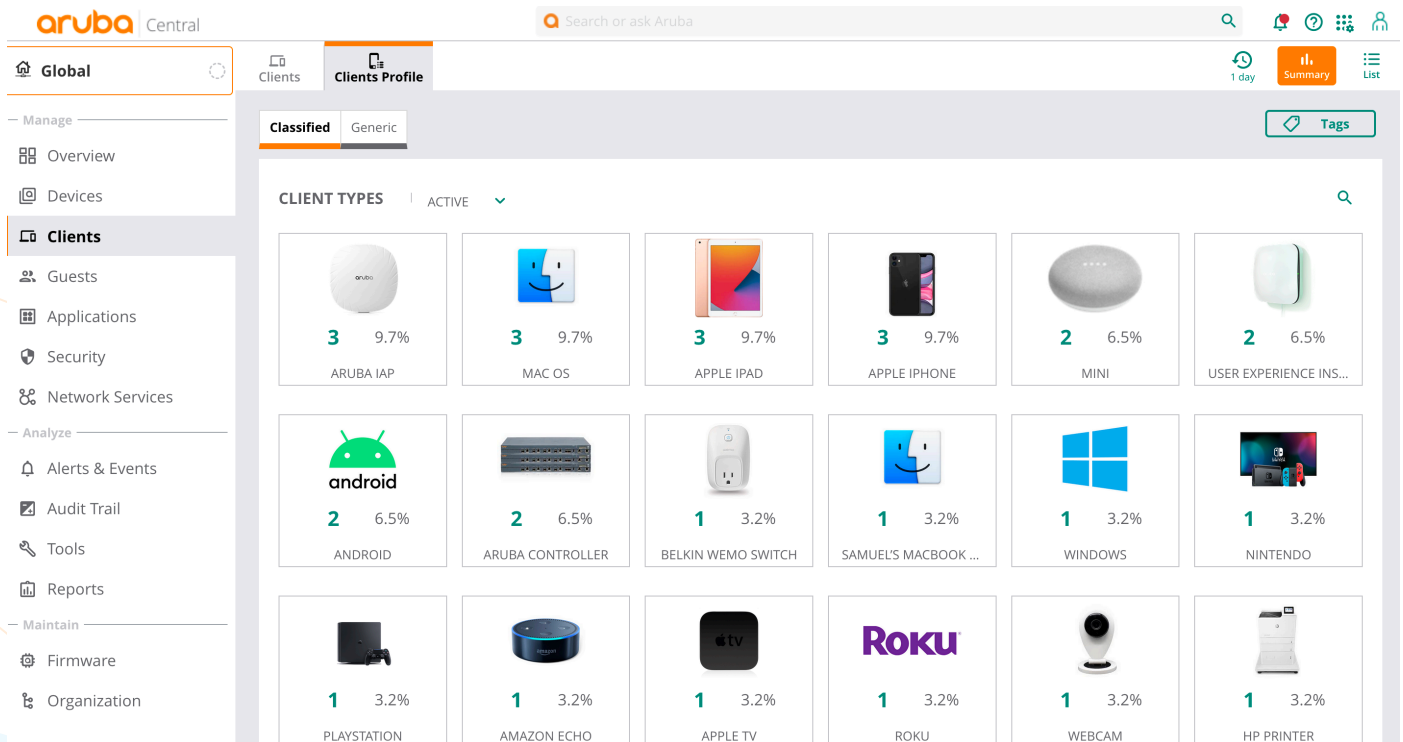 aruba Central
Search or ask Aruba
Global
Clients
Clients Profile
1 day
Summary
List
Manage
Overview
Devices
Clients
Guests
Applications
Security
Network Services
Analyze
Alerts & Events
Audit Trail
Tools
Reports
Maintain
Firmware
Organization
Classified Generic
Tags
CLIENT TYPES ACTIVE
aruba
3 9.7%
ARUBA IAP
3 9.7%
MAC OS
3 9.7%
APPLE IPAD
3 9.7%
APPLE IPHONE
2 6.5%
MINI
2 6.5%
USER EXPERIENCE INS...
android
2 6.5%
ANDROID
2 6.5%
ARUBA CONTROLLER
1 3.2%
BELKIN WEMO SWITCH
1 3.2%
SAMUEL'S MACBOOK ...
1 3.2%
WINDOWS
1 3.2%
NINTENDO
1 3.2%
PLAYSTATION
amazon
1 3.2%
AMAZON ECHO
tv
1 3.2%
APPLE TV
ROKU
1 3.2%
ROKU
1 3.2%
WEBCAM
1 3.2%
HP PRINTER